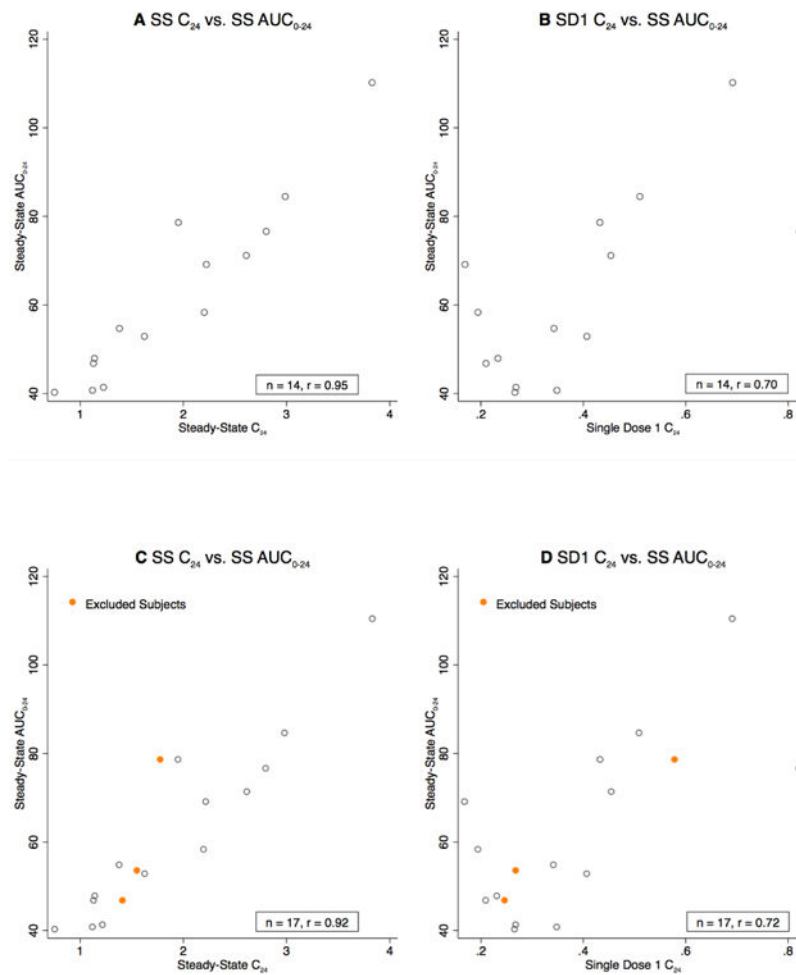 A SS C24 vs. SS AUC0-24
120
100
80
60
40
Steady-State AUC0-24
1
2
3
4
Steady-State C24
n = 14, r = 0.95
B SD1 C24 vs. SS AUC0-24
120
100
80
60
40
Steady-State AUC0-24
.2
.4
.6
.8
Single Dose 1 C24
n = 14, r = 0.70
C SS C24 vs. SS AUC0-24
120
100
80
60
40
Steady-State AUC0-24
Excluded Subjects
1
2
3
4
Steady-State C24
n = 17, r = 0.92
D SD1 C24 vs. SS AUC0-24
120
100
80
60
40
Steady-State AUC0-24
Excluded Subjects
.2
.4
.6
.8
Single Dose 1 C24
n = 17, r = 0.72